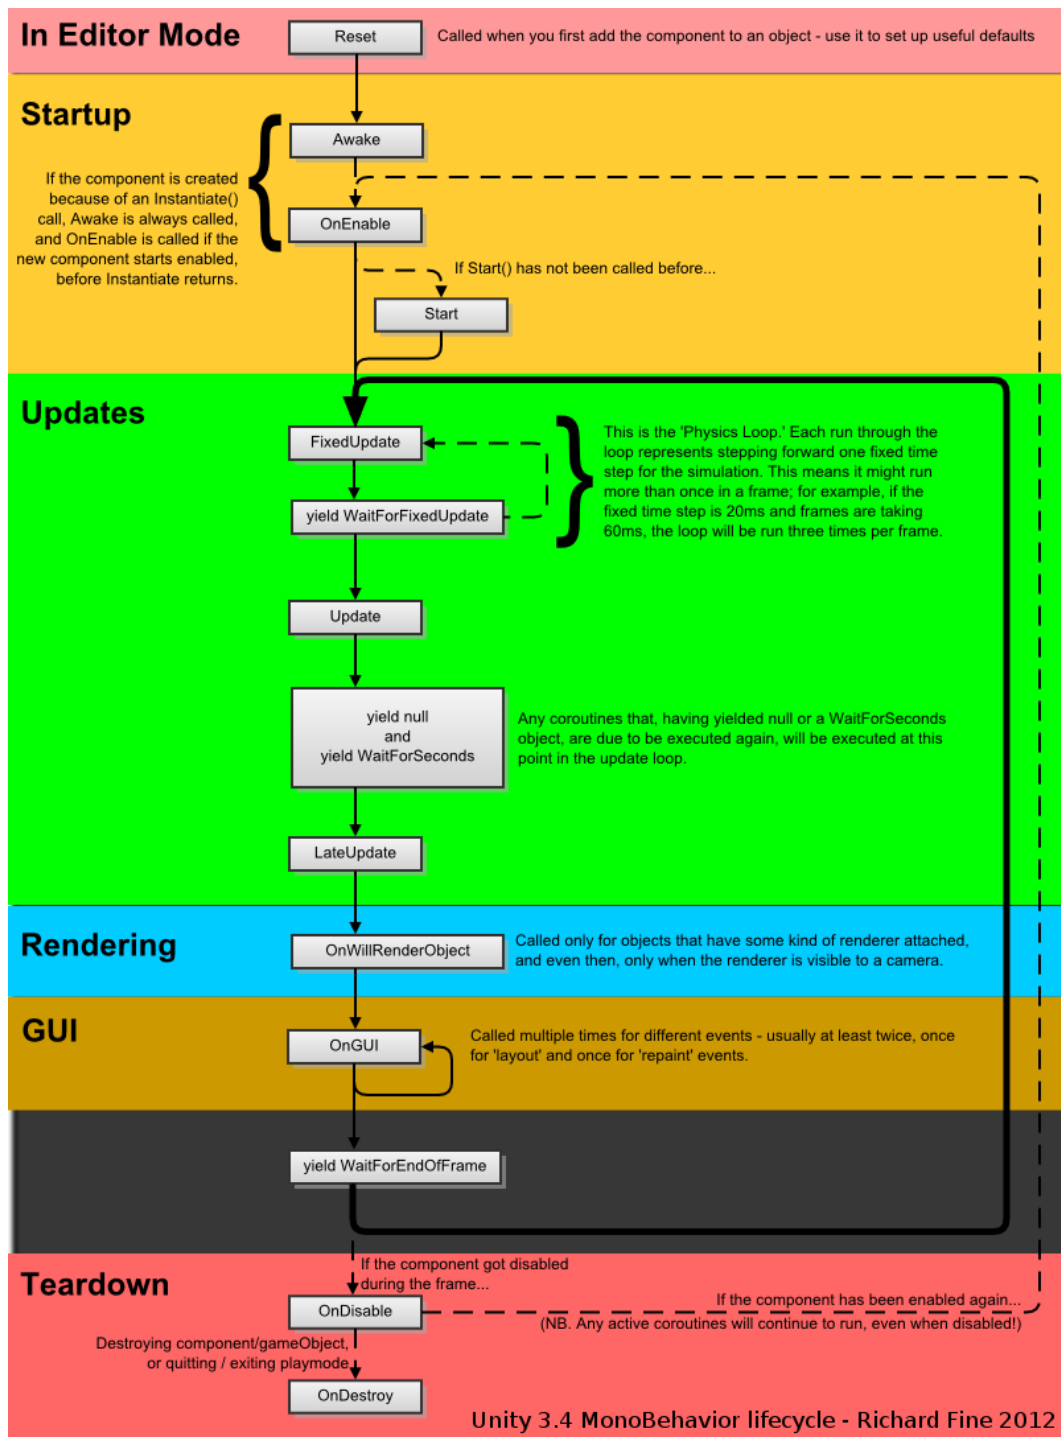 In Editor Mode
Reset
Called when you first add the component to an object - use it to set up useful defaults
Startup
Awake
If the component is created
because of an Instantiate()
call, Awake is always called,
and OnEnable is called if the
new component starts enabled,
before Instantiate returns.
OnEnable
If Start() has not been called before...
Start
Updates
FixedUpdate
This is the 'Physics Loop.' Each run through the
loop represents stepping forward one fixed time
step for the simulation. This means it might run
more than once in a frame; for example, if the
fixed time step is 20ms and frames are taking
60ms, the loop will be run three times per frame.
yield WaitForFixedUpdate
Update
yield null
and
yield WaitForSeconds
Any coroutines that, having yielded null or a WaitForSeconds
object, are due to be executed again, will be executed at this
point in the update loop.
LateUpdate
Rendering
OnWillRenderObject
Called only for objects that have some kind of renderer attached,
and even then, only when the renderer is visible to a camera.
GUI
OnGUI
Called multiple times for different events - usually at least twice, once
for 'layout' and once for 'repaint' events.
yield WaitForEndOfFrame
Teardown
If the component got disabled
during the frame...
OnDisable
If the component has been enabled again...
(NB. Any active coroutines will continue to run, even when disabled!)
Destroying component/gameObject,
or quitting / exiting playmode
OnDestroy
Unity 3.4 MonoBehavior lifecycle - Richard Fine 2012